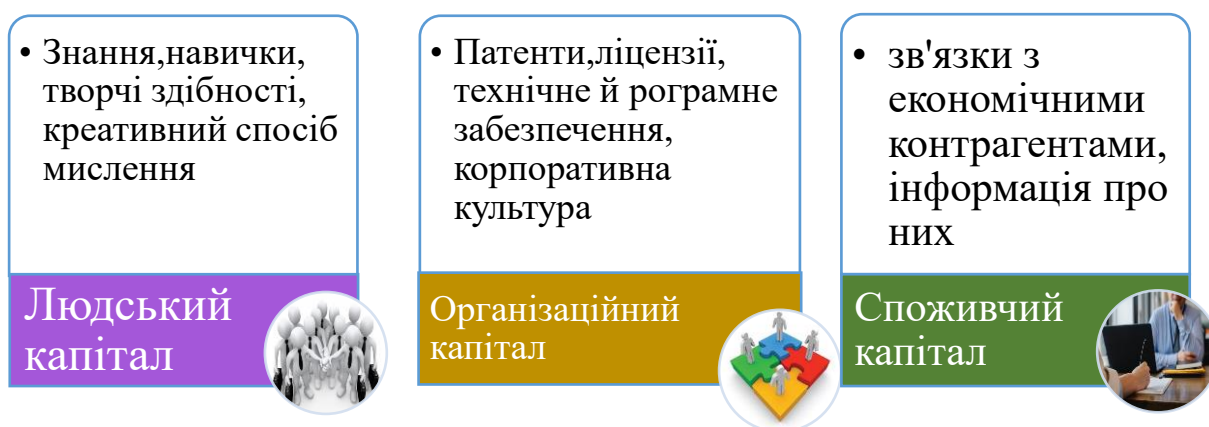 • Знання,навички,
творчі здібності,
креативний спосіб
мислення
Людський
капітал
• Патенти,ліцензії,
технічне й рограмне
забезпечення,
корпоративна
культура
Організаційний
капітал
• зв'язки з
економічними
контрагентами,
інформація про
них
Споживчий
капітал